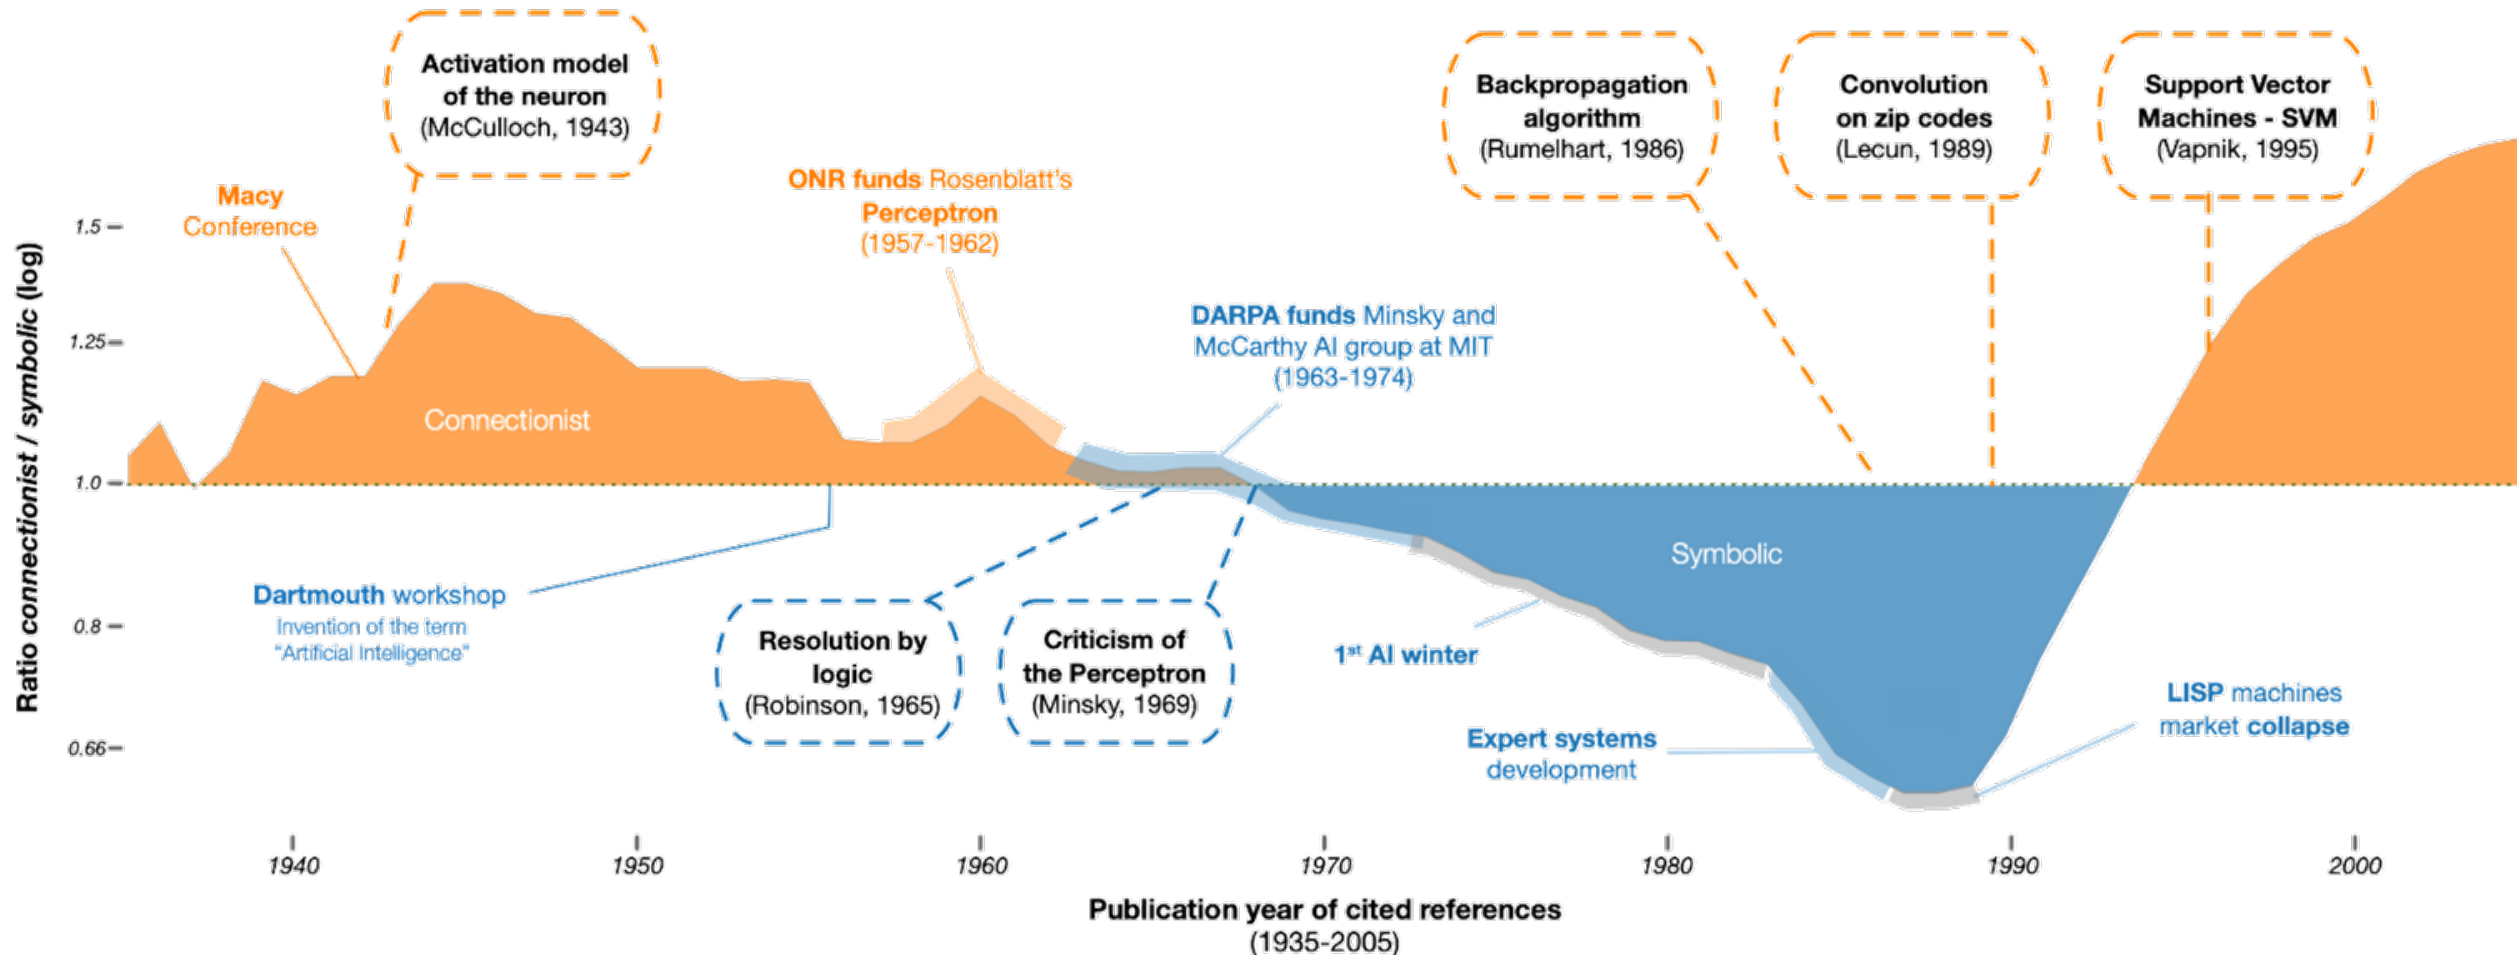 Activation model
of the neuron
(McCulloch, 1943)
Macy
Conference
ONR funds Rosenblatt's
Perceptron
(1957-1962)
Backpropagation
algorithm
(Rumelhart, 1986)
Convolution
on zip codes
(Lecun, 1989)
Support Vector
Machines - SVM
(Vapnik, 1995)
DARPA funds Minsky and
McCarthy AI group at MIT
(1963-1974)
Ratio connectionist / symbolic (log)
1.5
1.25
1.0
0.8
0.66
Connectionist
Symbolic
Dartmouth workshop
Invention of the term
"Artificial Intelligence"
Resolution by
logic
(Robinson, 1965)
Criticism of
the Perceptron
(Minsky, 1969)
1st AI winter
Expert systems
development
LISP machines
market collapse
1940
1950
1960
1970
1980
1990
2000
Publication year of cited references
(1935-2005)